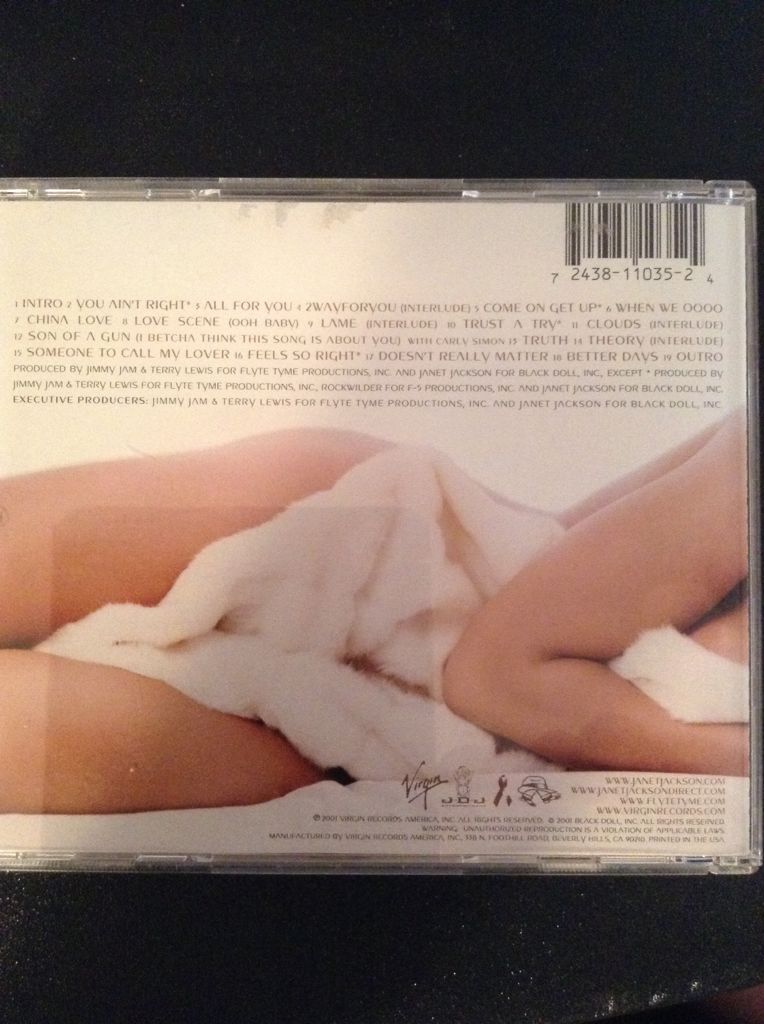 7 2438-11035-2 4
1 INTRO 2 YOU AIN'T RIGHT* 3 ALL FOR YOU 4 2WAYFORYOU (INTERLUDE) 5 COME ON GET UP* 6 WHEN WE OOOO
7 CHINA LOVE 8 LOVE SCENE (OOH BABY) 9 LAME (INTERLUDE) 10 TRUST A TRY* 11 CLOUDS (INTERLUDE)
12 SON OF A GUN (I BETCHA THINK THIS SONG IS ABOUT YOU) WITH CARLY SIMON 13 TRUTH 14 THEORY (INTERLUDE)
15 SOMEONE TO CALL MY LOVER 16 FEELS SO RIGHT* 17 DOESN'T REALLY MATTER 18 BETTER DAYS 19 OUTRO
PRODUCED BY JIMMY JAM & TERRY LEWIS FOR FLYTE TYME PRODUCTIONS, INC. AND JANET JACKSON FOR BLACK DOLL, INC., EXCEPT * PRODUCED BY
JIMMY JAM & TERRY LEWIS FOR FLYTE TYME PRODUCTIONS, INC., ROCKWILDER FOR F-5 PRODUCTIONS, INC. AND JANET JACKSON FOR BLACK DOLL, INC.
EXECUTIVE PRODUCERS: JIMMY JAM & TERRY LEWIS FOR FLYTE TYME PRODUCTIONS, INC. AND JANET JACKSON FOR BLACK DOLL, INC.
Virgin JDJ
WWW.JANETJACKSON.COM
WWW.JANETJACKSONDIRECT.COM
WWW.FLYTETYME.COM
WWW.VIRGINRECORDS.COM
℗ 2001 VIRGIN RECORDS AMERICA, INC. ALL RIGHTS RESERVED. © 2001 BLACK DOLL, INC. ALL RIGHTS RESERVED.
WARNING: UNAUTHORIZED REPRODUCTION IS A VIOLATION OF APPLICABLE LAWS.
MANUFACTURED BY VIRGIN RECORDS AMERICA, INC., 338 N. FOOTHILL ROAD, BEVERLY HILLS, CA 90210. PRINTED IN THE USA.